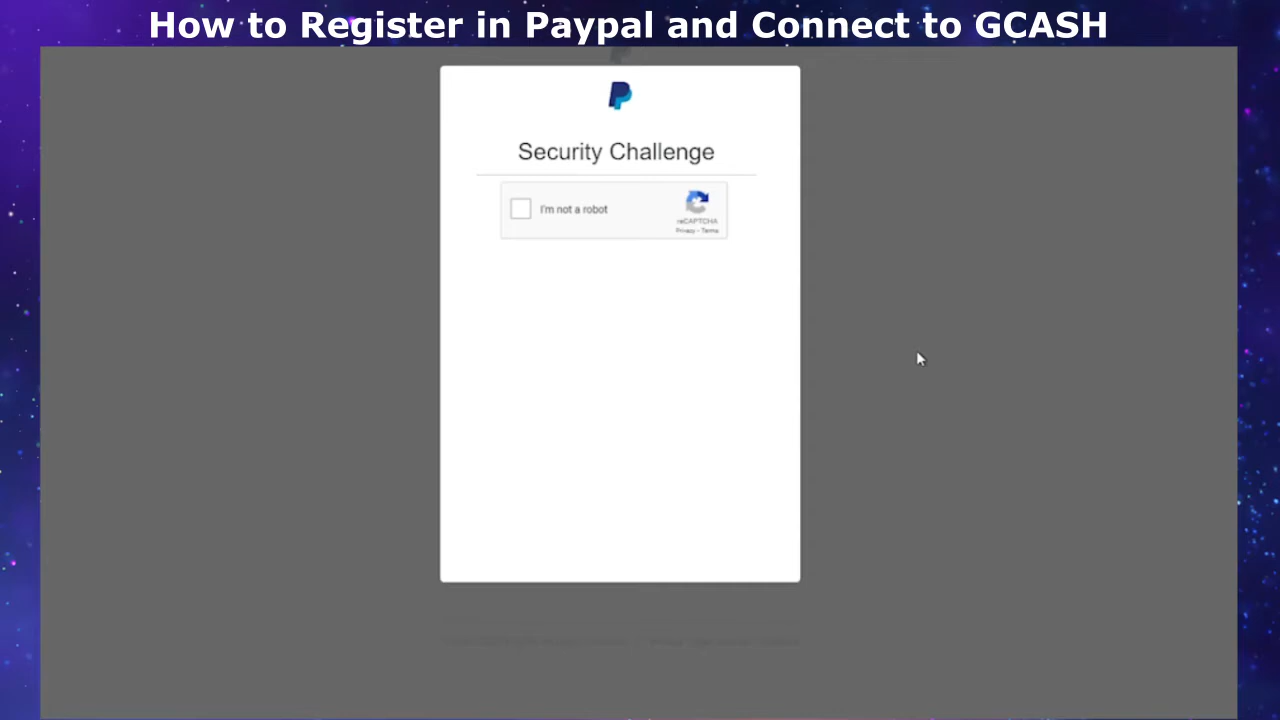 How to Register in Paypal and Connect to GCASH
Security Challenge
I'm not a robot
reCAPTCHA
Privacy - Terms